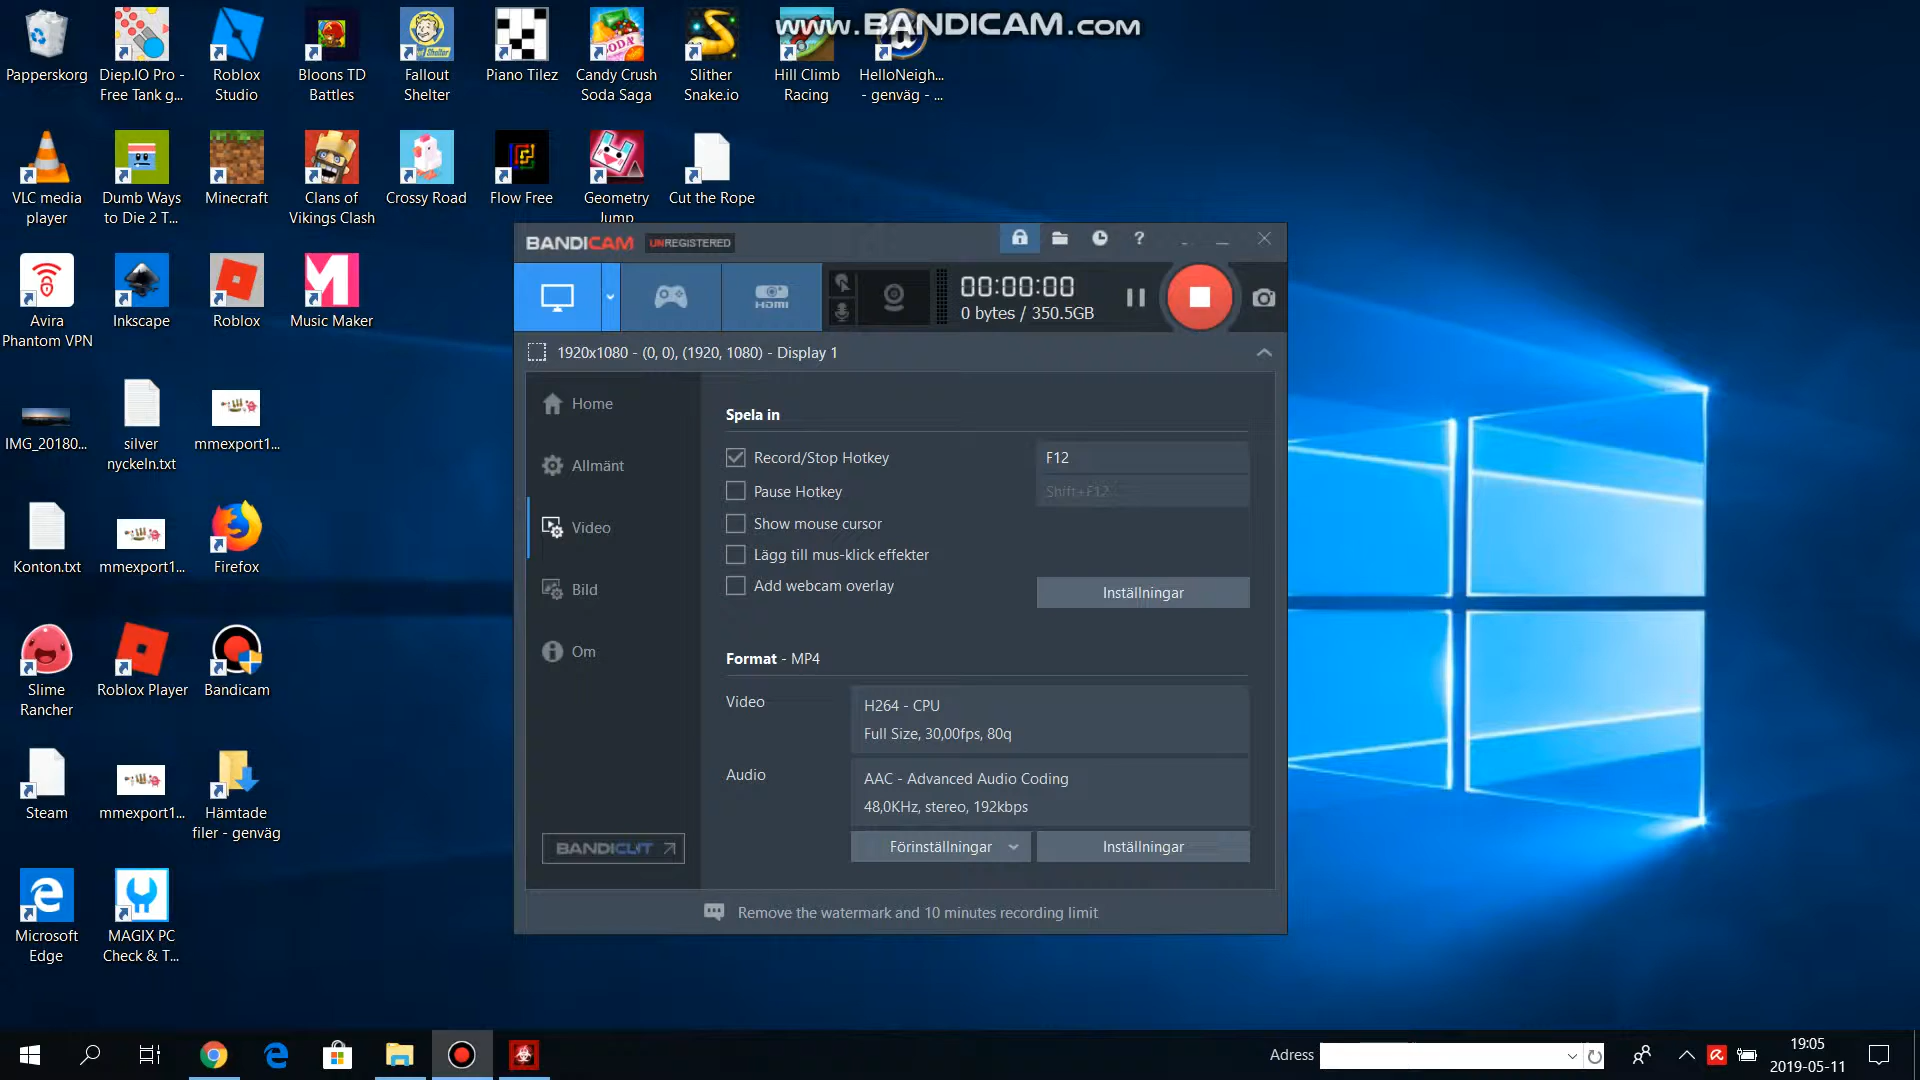 www.BANDICAM.com
Papperskorg
Diep.IO Pro -
Free Tank g...
Roblox
Studio
Bloons TD
Battles
Fallout
Shelter
Piano Tilez
Candy Crush
Soda Saga
Slither
Snake.io
Hill Climb
Racing
HelloNeigh...
- genväg - ...
VLC media
player
Dumb Ways
to Die 2 T...
Minecraft
Clans of
Vikings Clash
Crossy Road
Flow Free
Geometry
Jump
Cut the Rope
Avira
Phantom VPN
Inkscape
Roblox
Music Maker
IMG_20180...
silver
nyckeln.txt
mmexport1...
Konton.txt
mmexport1...
Firefox
Slime
Rancher
Roblox Player
Bandicam
Steam
mmexport1...
Hämtade
filer - genväg
Microsoft
Edge
MAGIX PC
Check & T...
BANDICAM UNREGISTERED
?
HDMI
00:00:00
0 bytes / 350.5GB
1920x1080 - (0, 0), (1920, 1080) - Display 1
Home
Allmänt
Video
Bild
Om
BANDICUT
Spela in
Record/Stop Hotkey F12
Pause Hotkey Shift+F12
Show mouse cursor
Lägg till mus-klick effekter
Add webcam overlay
Inställningar
Format - MP4
Video
H264 - CPU
Full Size, 30,00fps, 80q
Audio
AAC - Advanced Audio Coding
48,0KHz, stereo, 192kbps
Förinställningar
Inställningar
Remove the watermark and 10 minutes recording limit
Adress
19:05
2019-05-11